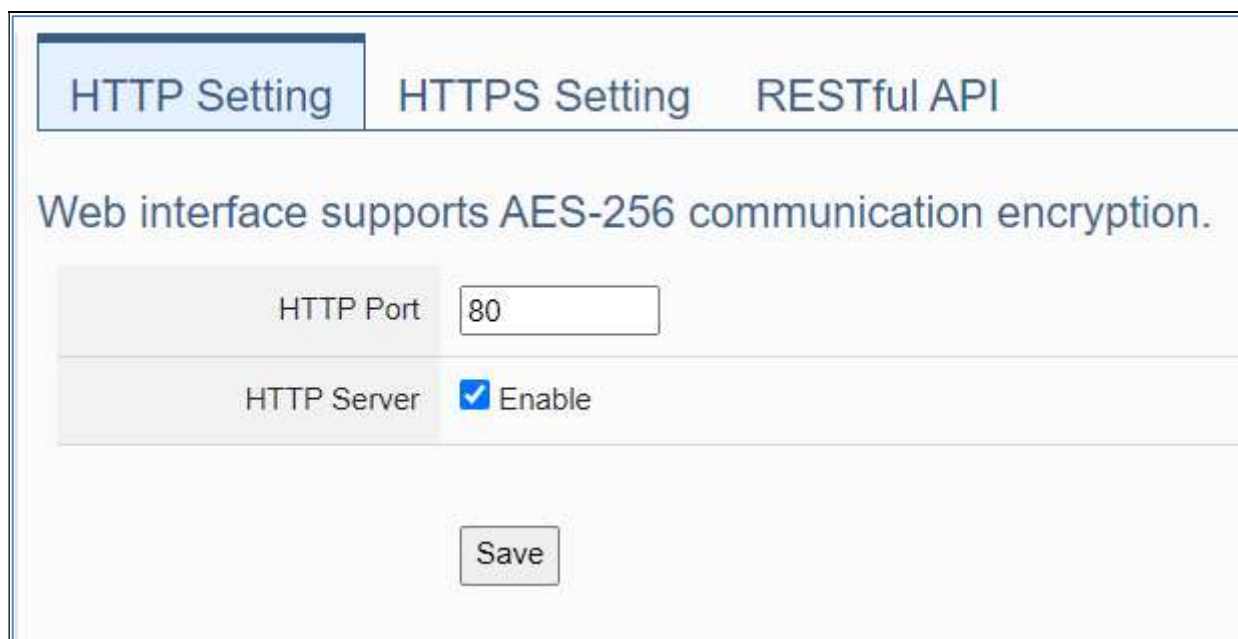 HTTP Setting HTTPS Setting RESTful API
Web interface supports AES-256 communication encryption.
HTTP Port 80
HTTP Server Enable
Save